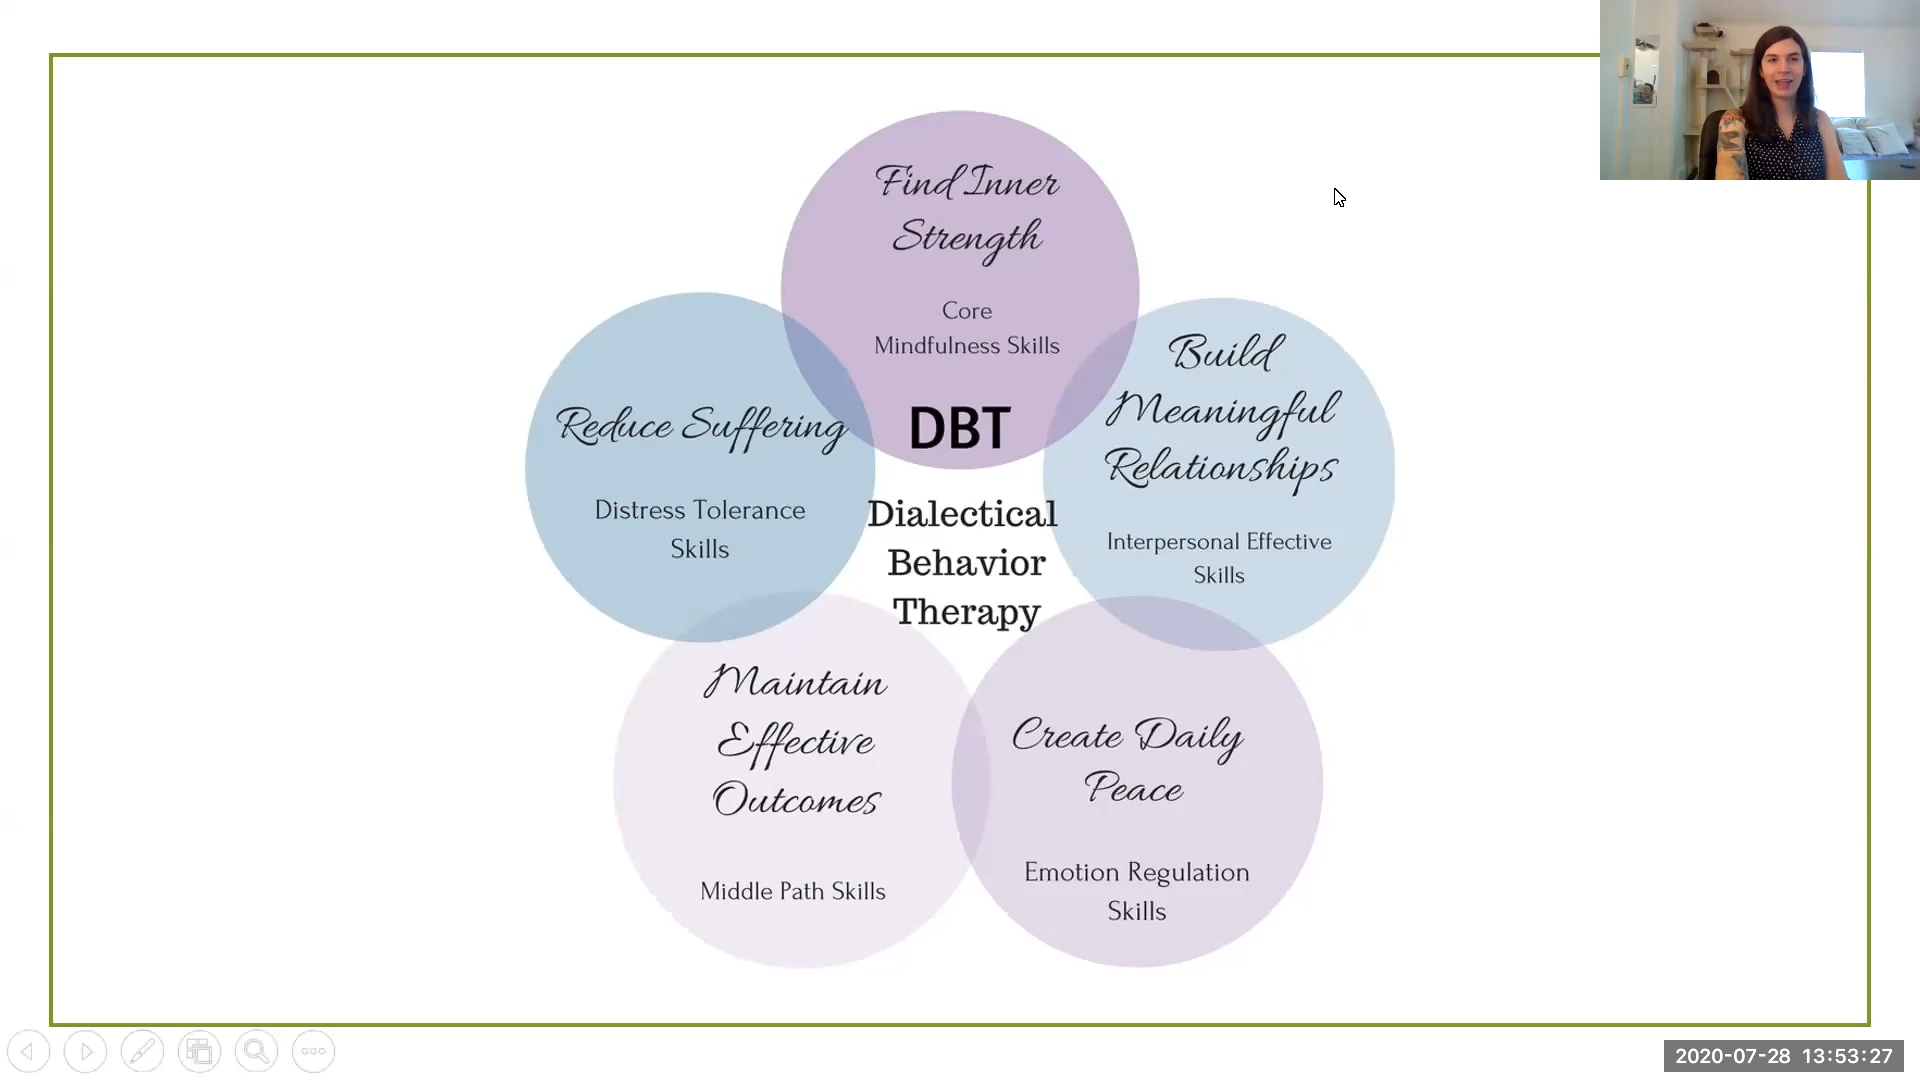 Find Inner
Strength
Core
Mindfulness Skills
DBT
Dialectical
Behavior
Therapy
Reduce Suffering
Distress Tolerance
Skills
Build
Meaningful
Relationships
Interpersonal Effective
Skills
Maintain
Effective
Outcomes
Middle Path Skills
Create Daily
Peace
Emotion Regulation
Skills
2020-07-28 13:53:27